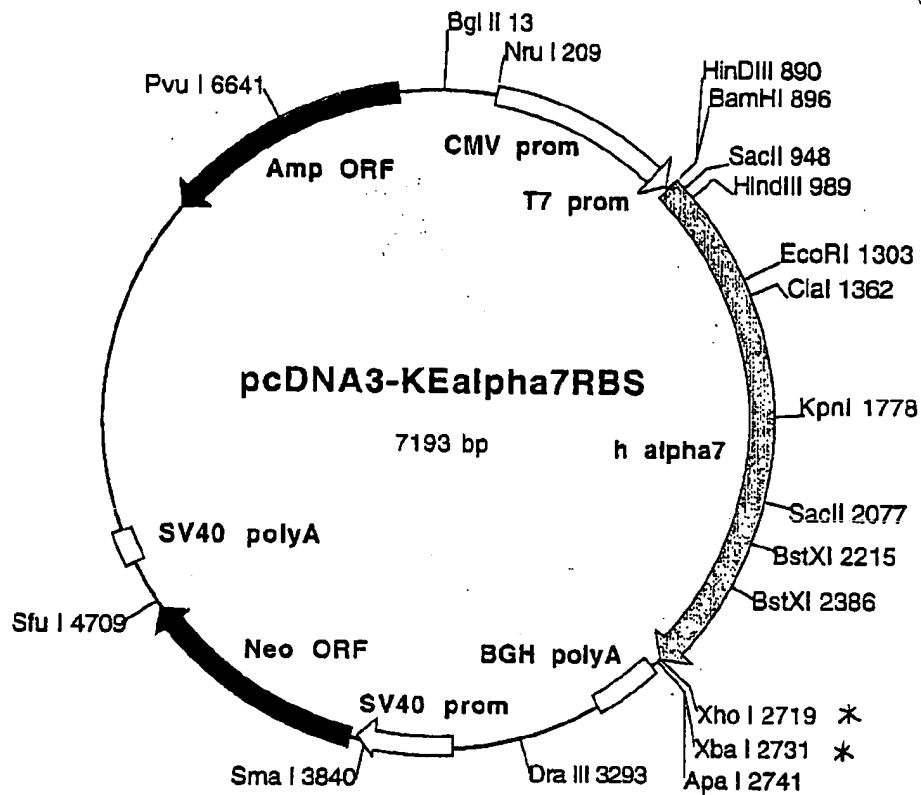 Bgl II 13
Nru I 209
Pvu I 6641
HinDIII 890
BamHI 896
CMV prom
Amp ORF
SacII 948
HindIII 989
T7 prom
EcoRI 1303
ClaI 1362
pcDNA3-KEalpha7RBS
KpnI 1778
7193 bp
h alpha7
SacII 2077
SV40 polyA
BstXI 2215
BstXI 2386
Sfu I 4709
Neo ORF
BGH polyA
SV40 prom
Xho I 2719 *
Xba I 2731 *
Sma I 3840
Dra III 3293
Apa I 2741